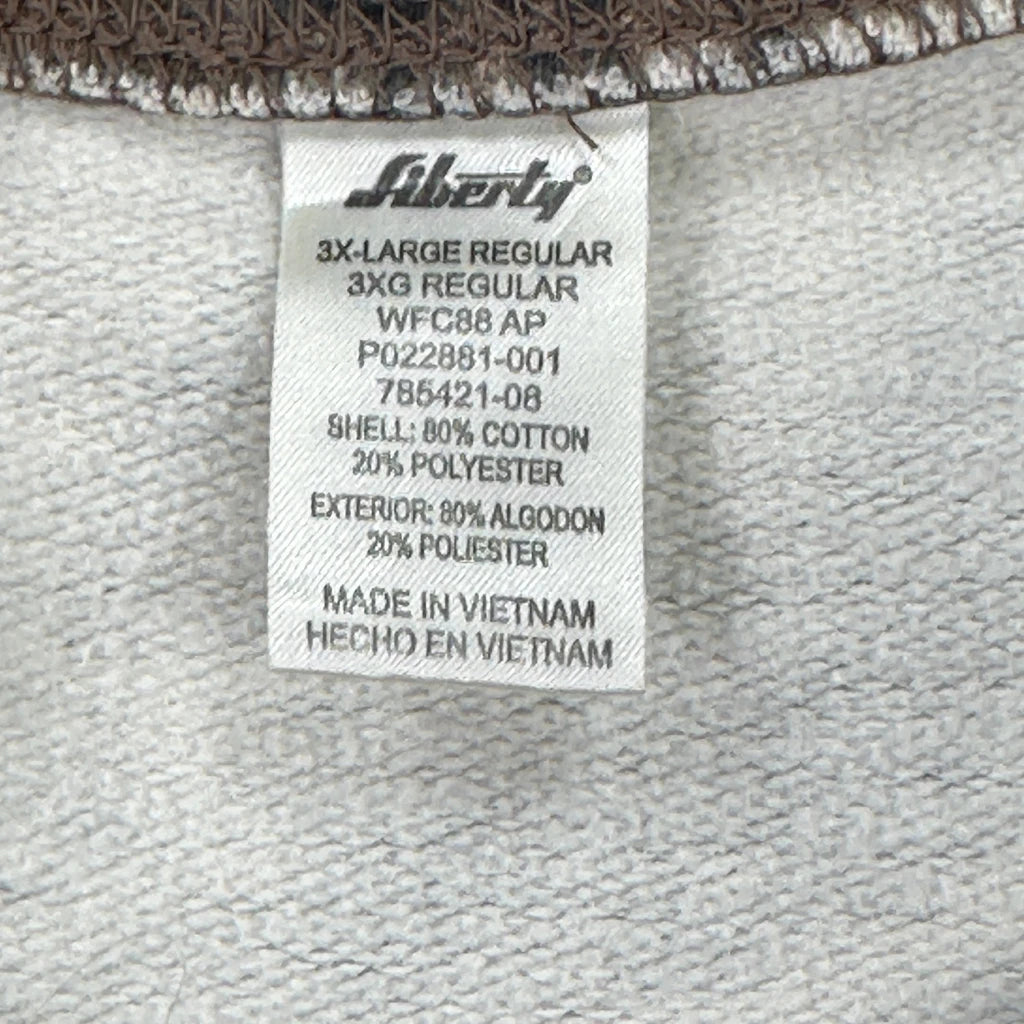 Liberty®
3X-LARGE REGULAR
3XG REGULAR
WFC88 AP
P022881-001
785421-08
SHELL: 80% COTTON
20% POLYESTER
EXTERIOR: 80% ALGODON
20% POLIESTER
MADE IN VIETNAM
HECHO EN VIETNAM